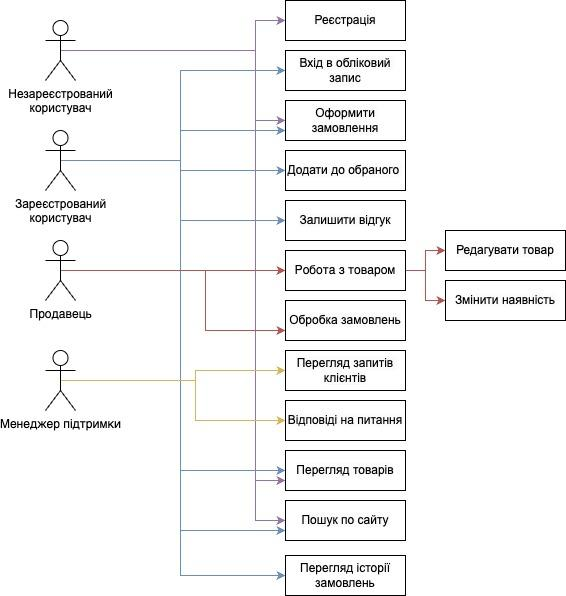 Незареєстрований
користувач
Зареєстрований
користувач
Продавець
Менеджер підтримки
Реєстрація
Вхід в обліковий
запис
Оформити
замовлення
Додати до обраного
Залишити відгук
Робота з товаром
Редагувати товар
Змінити наявність
Обробка замовлень
Перегляд запитів
клієнтів
Відповіді на питання
Перегляд товарів
Пошук по сайту
Перегляд історії
замовлень